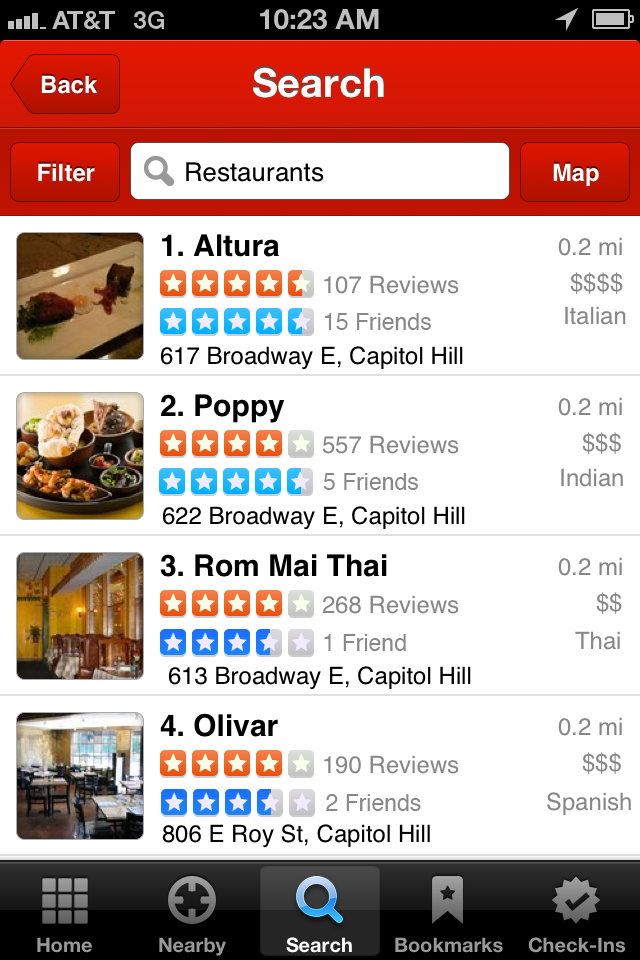 AT&T 3G 10:23 AM
Back Search
Filter Restaurants Map
1. Altura 0.2 mi
107 Reviews $$$$
15 Friends Italian
617 Broadway E, Capitol Hill
2. Poppy 0.2 mi
557 Reviews $$$
5 Friends Indian
622 Broadway E, Capitol Hill
3. Rom Mai Thai 0.2 mi
268 Reviews $$
1 Friend Thai
613 Broadway E, Capitol Hill
4. Olivar 0.2 mi
190 Reviews $$$
2 Friends Spanish
806 E Roy St, Capitol Hill
Home Nearby Search Bookmarks Check-Ins